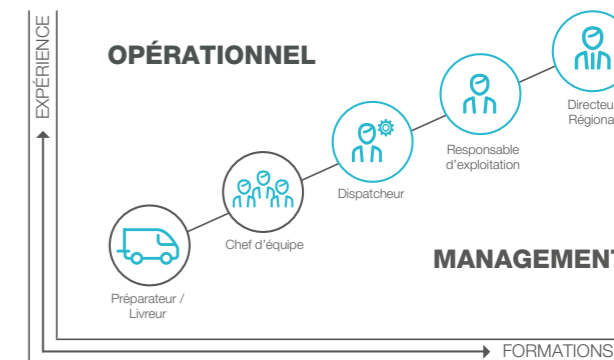 EXPÉRIENCE
OPÉRATIONNEL
Directeu
Régiona
Responsable
d'exploitation
Dispatcheur
Chef d'équipe
MANAGEMENT
Préparateur /
Livreur
FORMATIONS